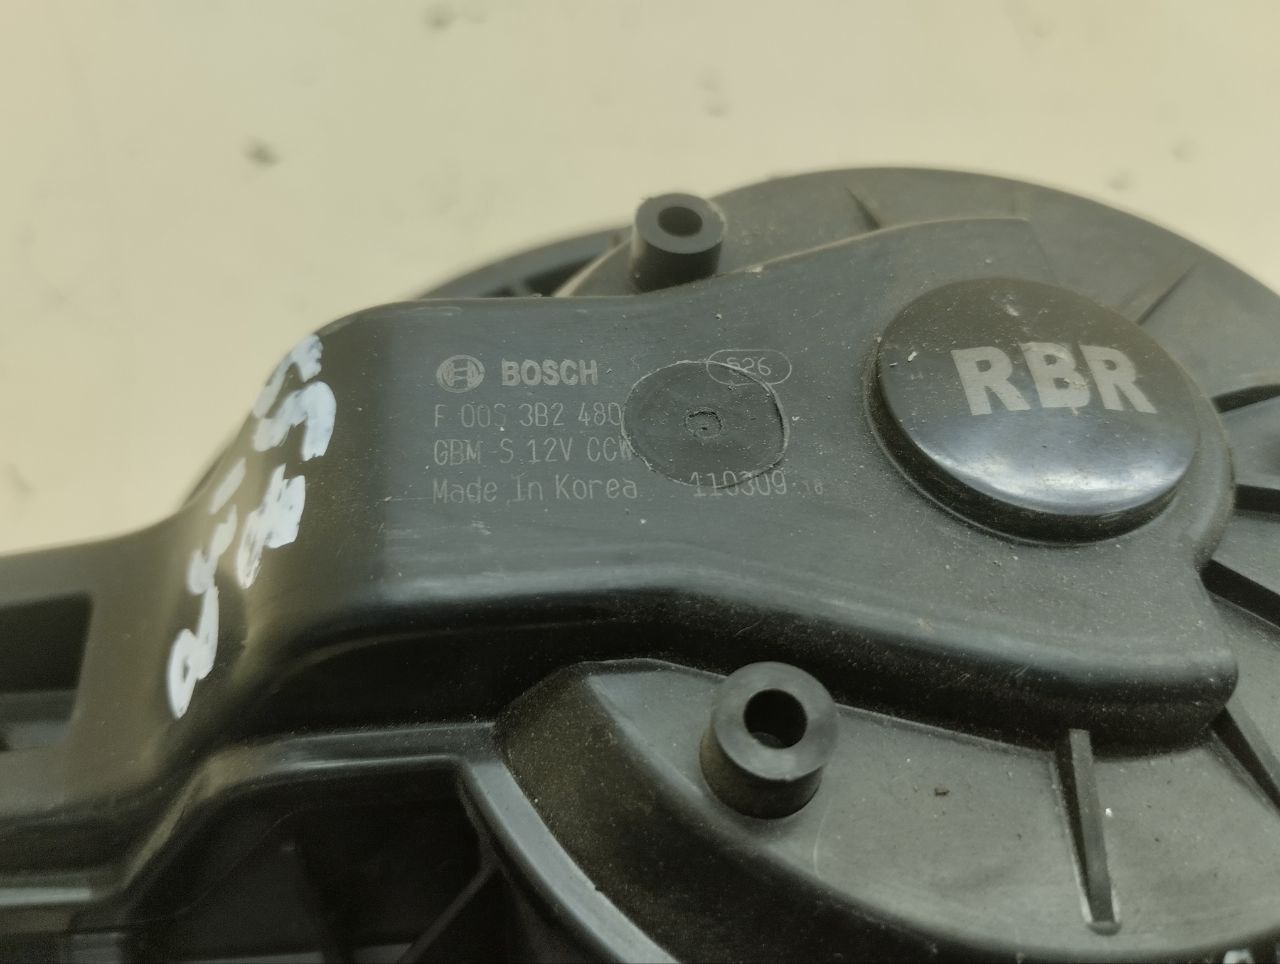 BOSCH
S26
F 00S 3B2 480
GBM-S 12V CCW
Made In Korea 110309
RBR